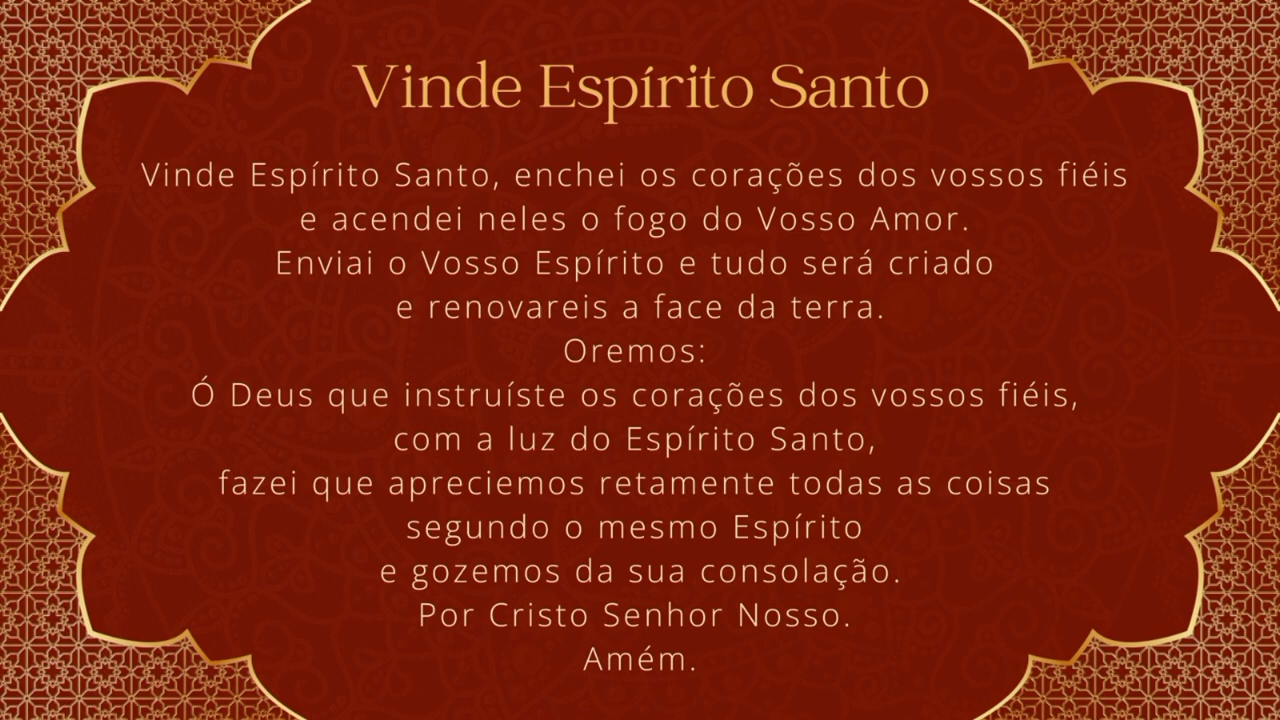 Vinde Espírito Santo
Vinde Espírito Santo, enchei os corações dos vossos fiéis
e acendei neles o fogo do Vosso Amor.
Enviai o Vosso Espírito e tudo será criado
e renovareis a face da terra.
Oremos:
Ó Deus que instruíste os corações dos vossos fiéis,
com a luz do Espírito Santo,
fazei que apreciemos retamente todas as coisas
segundo o mesmo Espírito
e gozemos da sua consolação.
Por Cristo Senhor Nosso.
Amém.